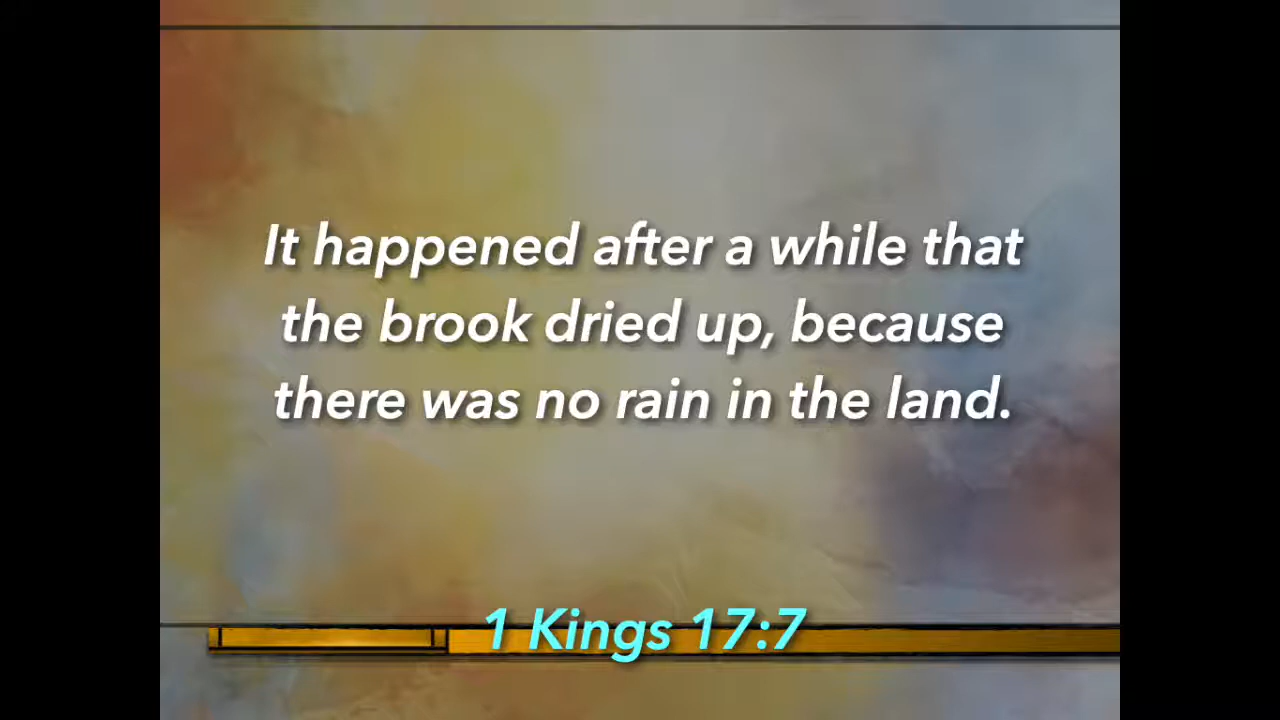 It happened after a while that
the brook dried up, because
there was no rain in the land.
1 Kings 17:7